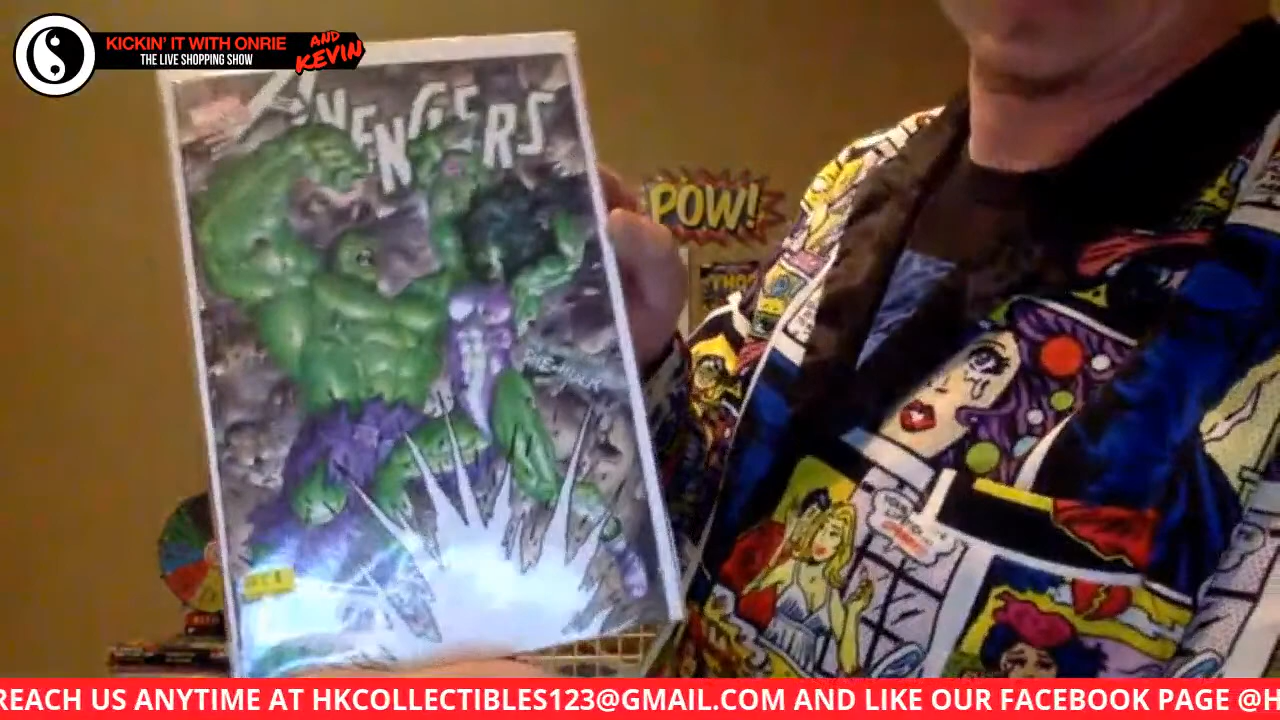 KICKIN' IT WITH ONRIE
AND
KEVIN
THE LIVE SHOPPING SHOW
AVENGERS
POW!
REACH US ANYTIME AT HKCOLLECTIBLES123@GMAIL.COM AND LIKE OUR FACEBOOK PAGE @H